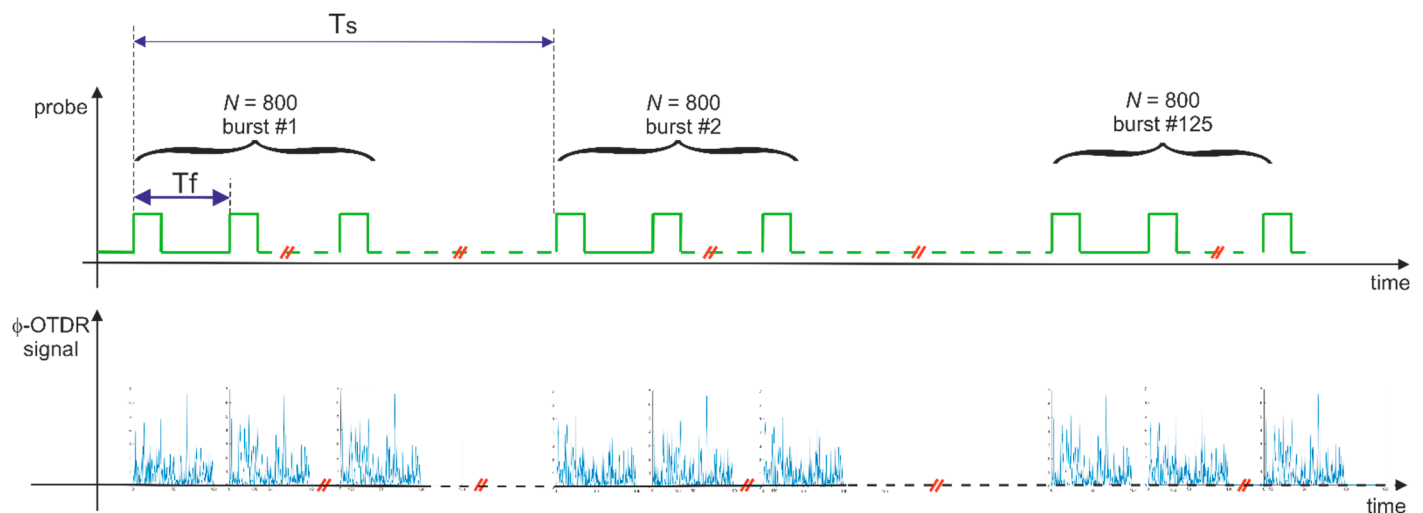 Ts
probe
N = 800
burst #1
N = 800
burst #2
N = 800
burst #125
Tf
time
ϕ-OTDR
signal
time